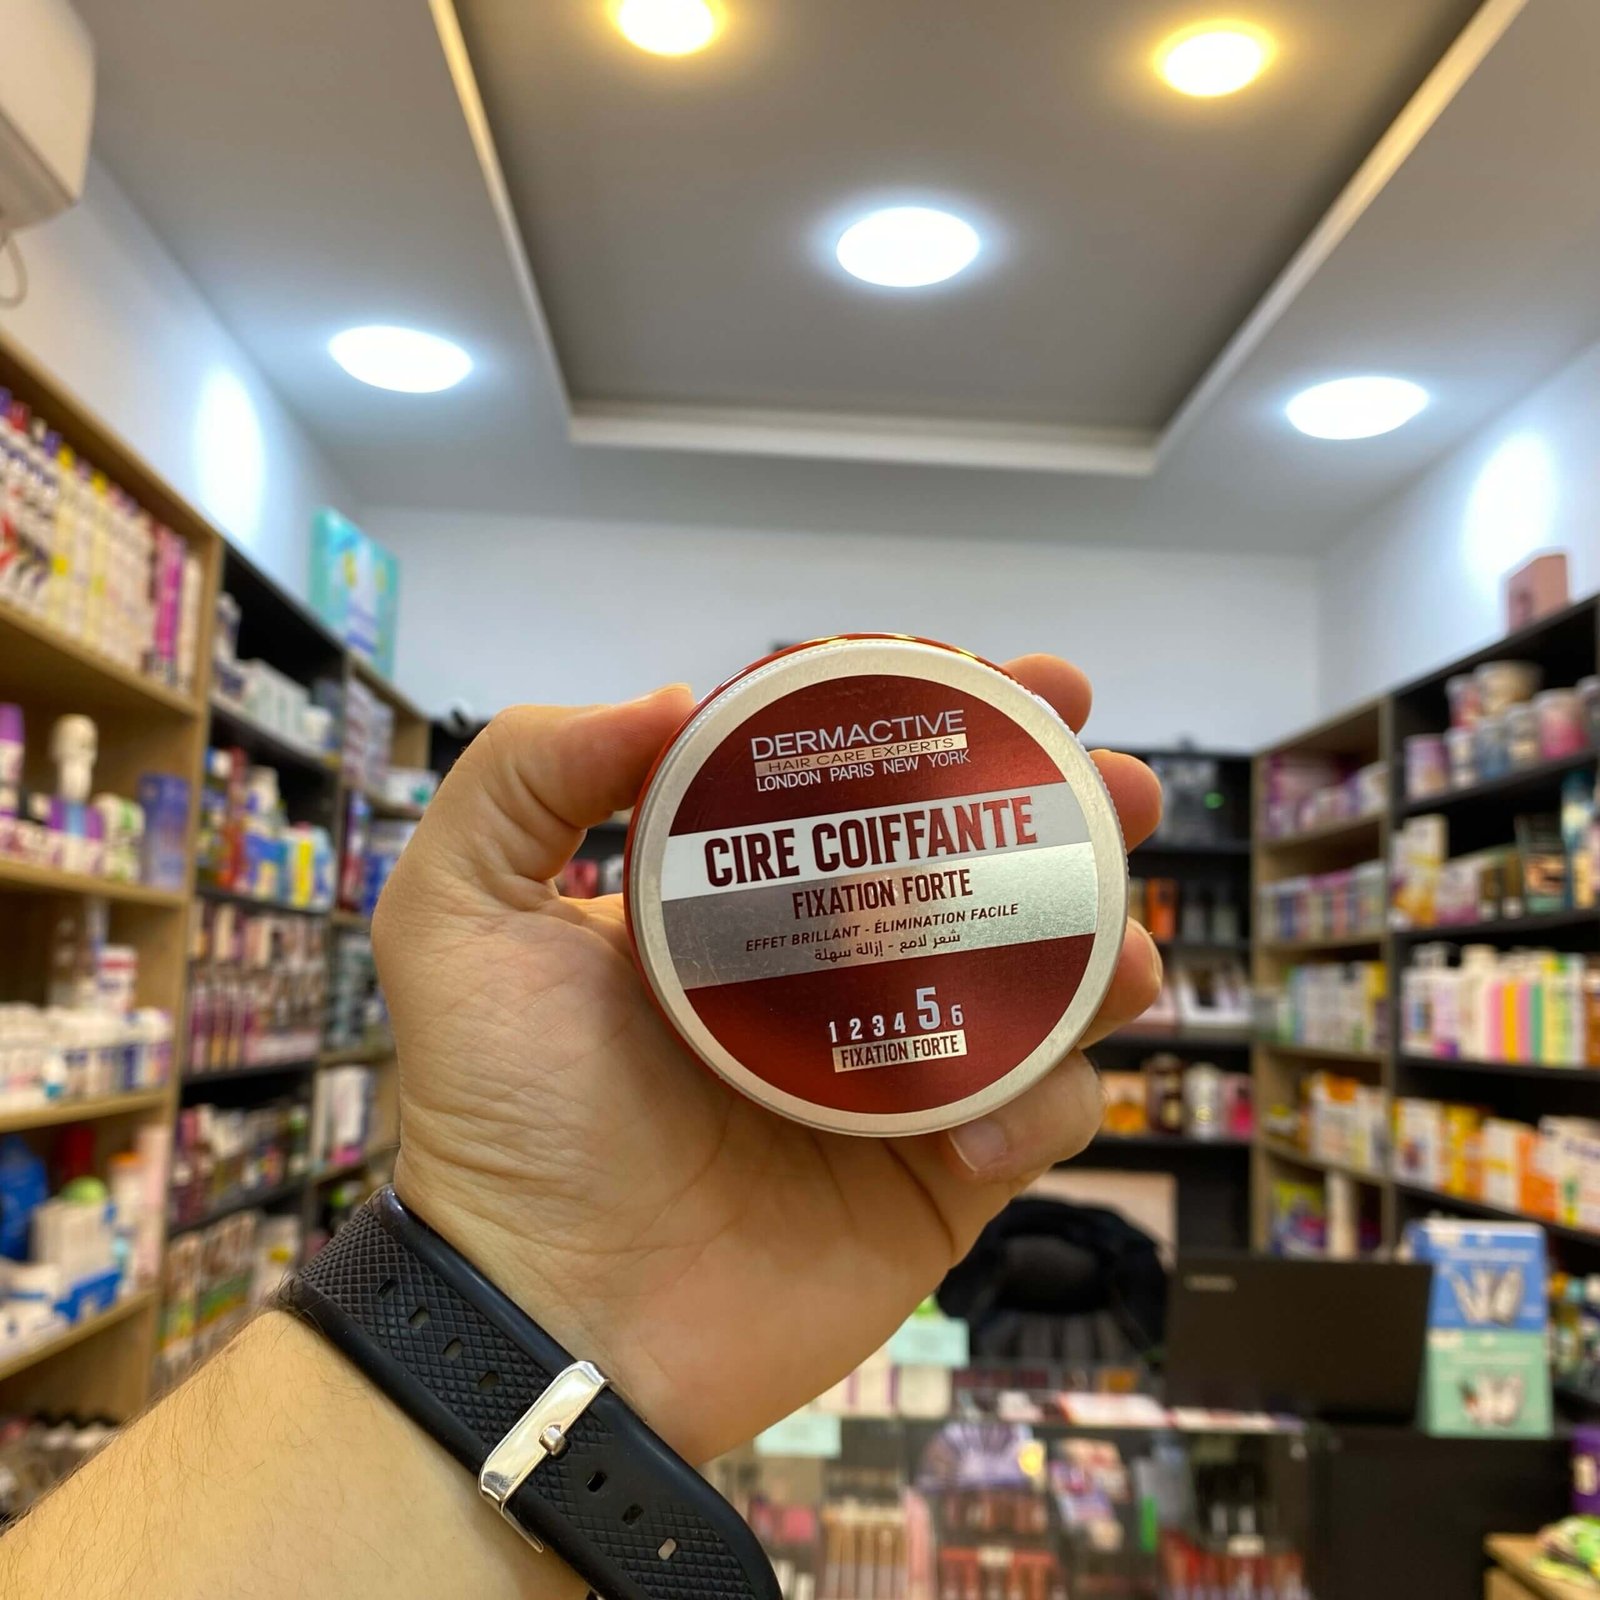 DERMACTIVE
HAIR CARE EXPERTS
LONDON PARIS NEW YORK
CIRE COIFFANTE
FIXATION FORTE
EFFET BRILLANT - ÉLIMINATION FACILE
شعر لامع - إزالة سهلة
1 2 3 4 5 6
FIXATION FORTE